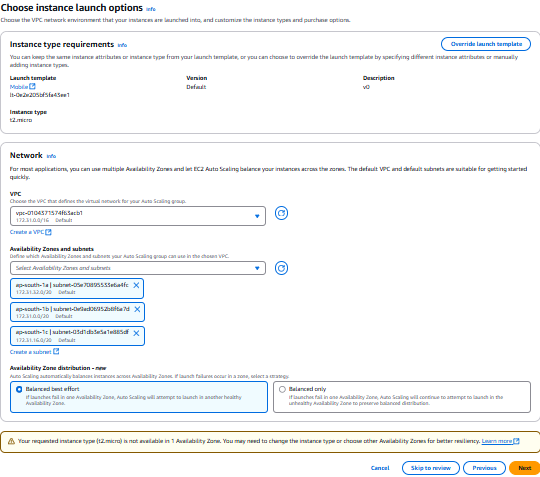 Choose instance launch options Info
Choose the VPC network environment that your instances are launched into, and customize the instance types and purchase options.
Instance type requirements Info
Override launch template
You can keep the same instance attributes or instance type from your launch template, or you can choose to override the launch template by specifying different instance attributes or manually
adding instance types.
Launch template
Version
Description
Mobile
Default
v0
lt-0e2e205bf5fa43ee1
Instance type
t2.micro
Network Info
For most applications, you can use multiple Availability Zones and let EC2 Auto Scaling balance your instances across the zones. The default VPC and default subnets are suitable for getting started
quickly.
VPC
Choose the VPC that defines the virtual network for your Auto Scaling group.
vpc-0104371574f63acb1
172.31.0.0/16 Default
Create a VPC
Availability Zones and subnets
Define which Availability Zones and subnets your Auto Scaling group can use in the chosen VPC.
Select Availability Zones and subnets
ap-south-1a | subnet-05e70895533e6a4fc
172.31.32.0/20 Default
ap-south-1b | subnet-0e9ad06952b8f6a7d
172.31.0.0/20 Default
ap-south-1c | subnet-03d1db3e5a1e885df
172.31.16.0/20 Default
Create a subnet
Availability Zone distribution - new
Auto Scaling automatically balances instances across Availability Zones. If launch failures occur in a zone, select a strategy.
Balanced best effort
If launches fail in one Availability Zone, Auto Scaling will attempt to launch in another healthy
Availability Zone.
Balanced only
If launches fail in one Availability Zone, Auto Scaling will continue to attempt to launch in the
unhealthy Availability Zone to preserve balanced distribution.
Your requested instance type (t2.micro) is not available in 1 Availability Zone. You may need to change the instance type or choose other Availability Zones for better resiliency. Learn more
Cancel
Skip to review
Previous
Next